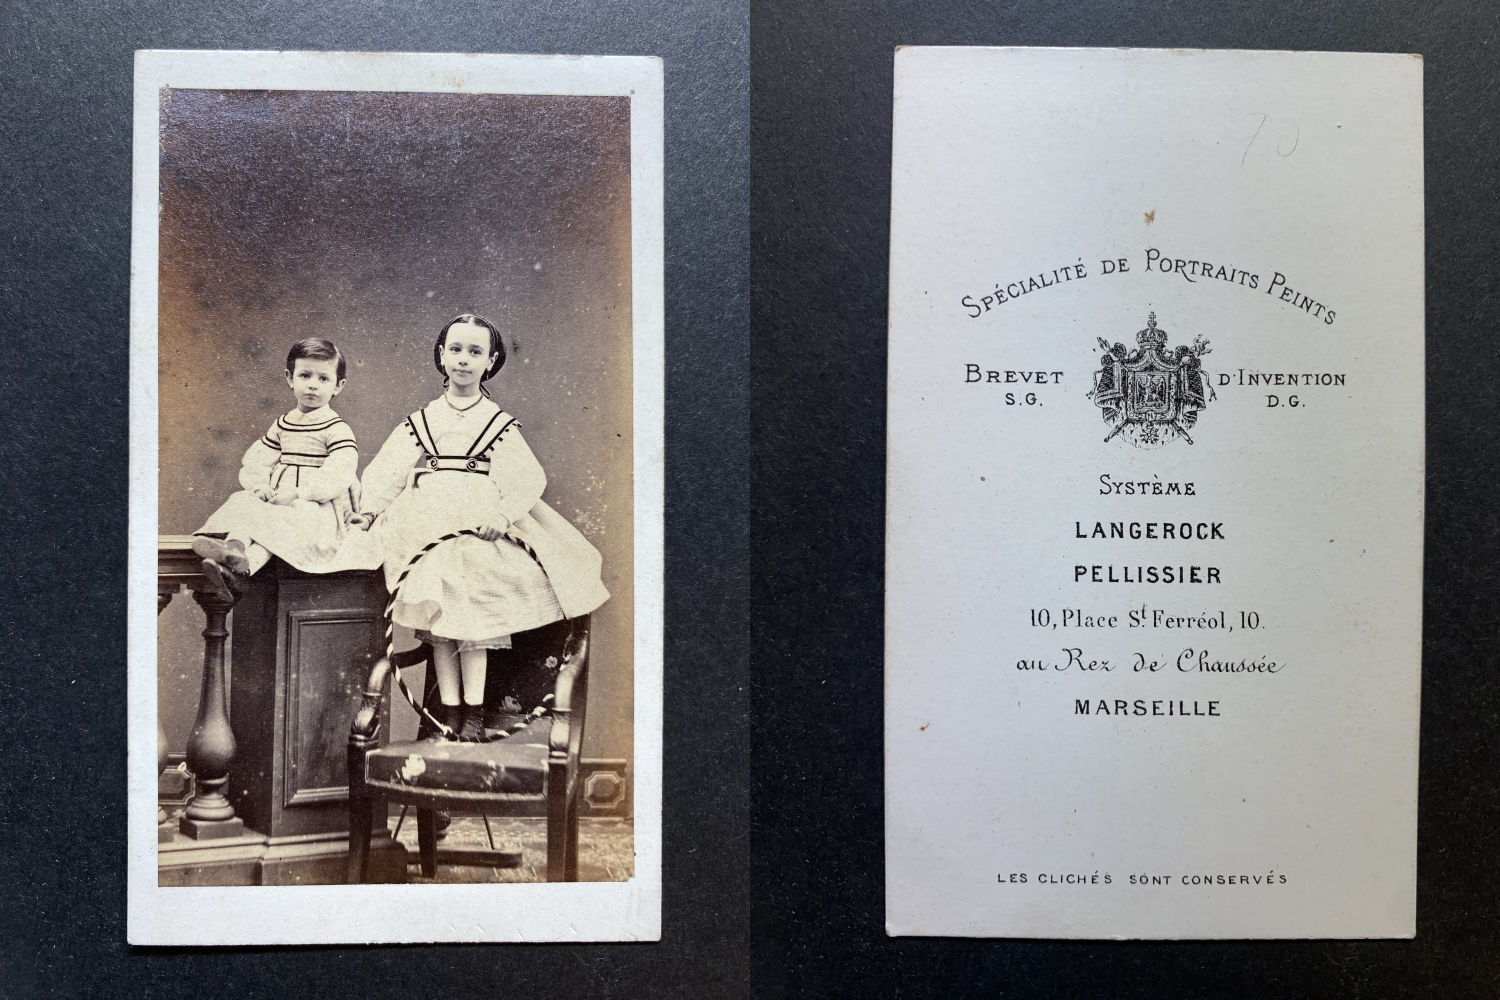 70
SPÉCIALITÉ DE PORTRAITS PEINTS
BREVET D'INVENTION
S.G. D.G.
SYSTÈME
LANGEROCK
PELLISSIER
10, Place St. Ferréol, 10.
au Rez de Chaussée
MARSEILLE
LES CLICHÉS SONT CONSERVÉS